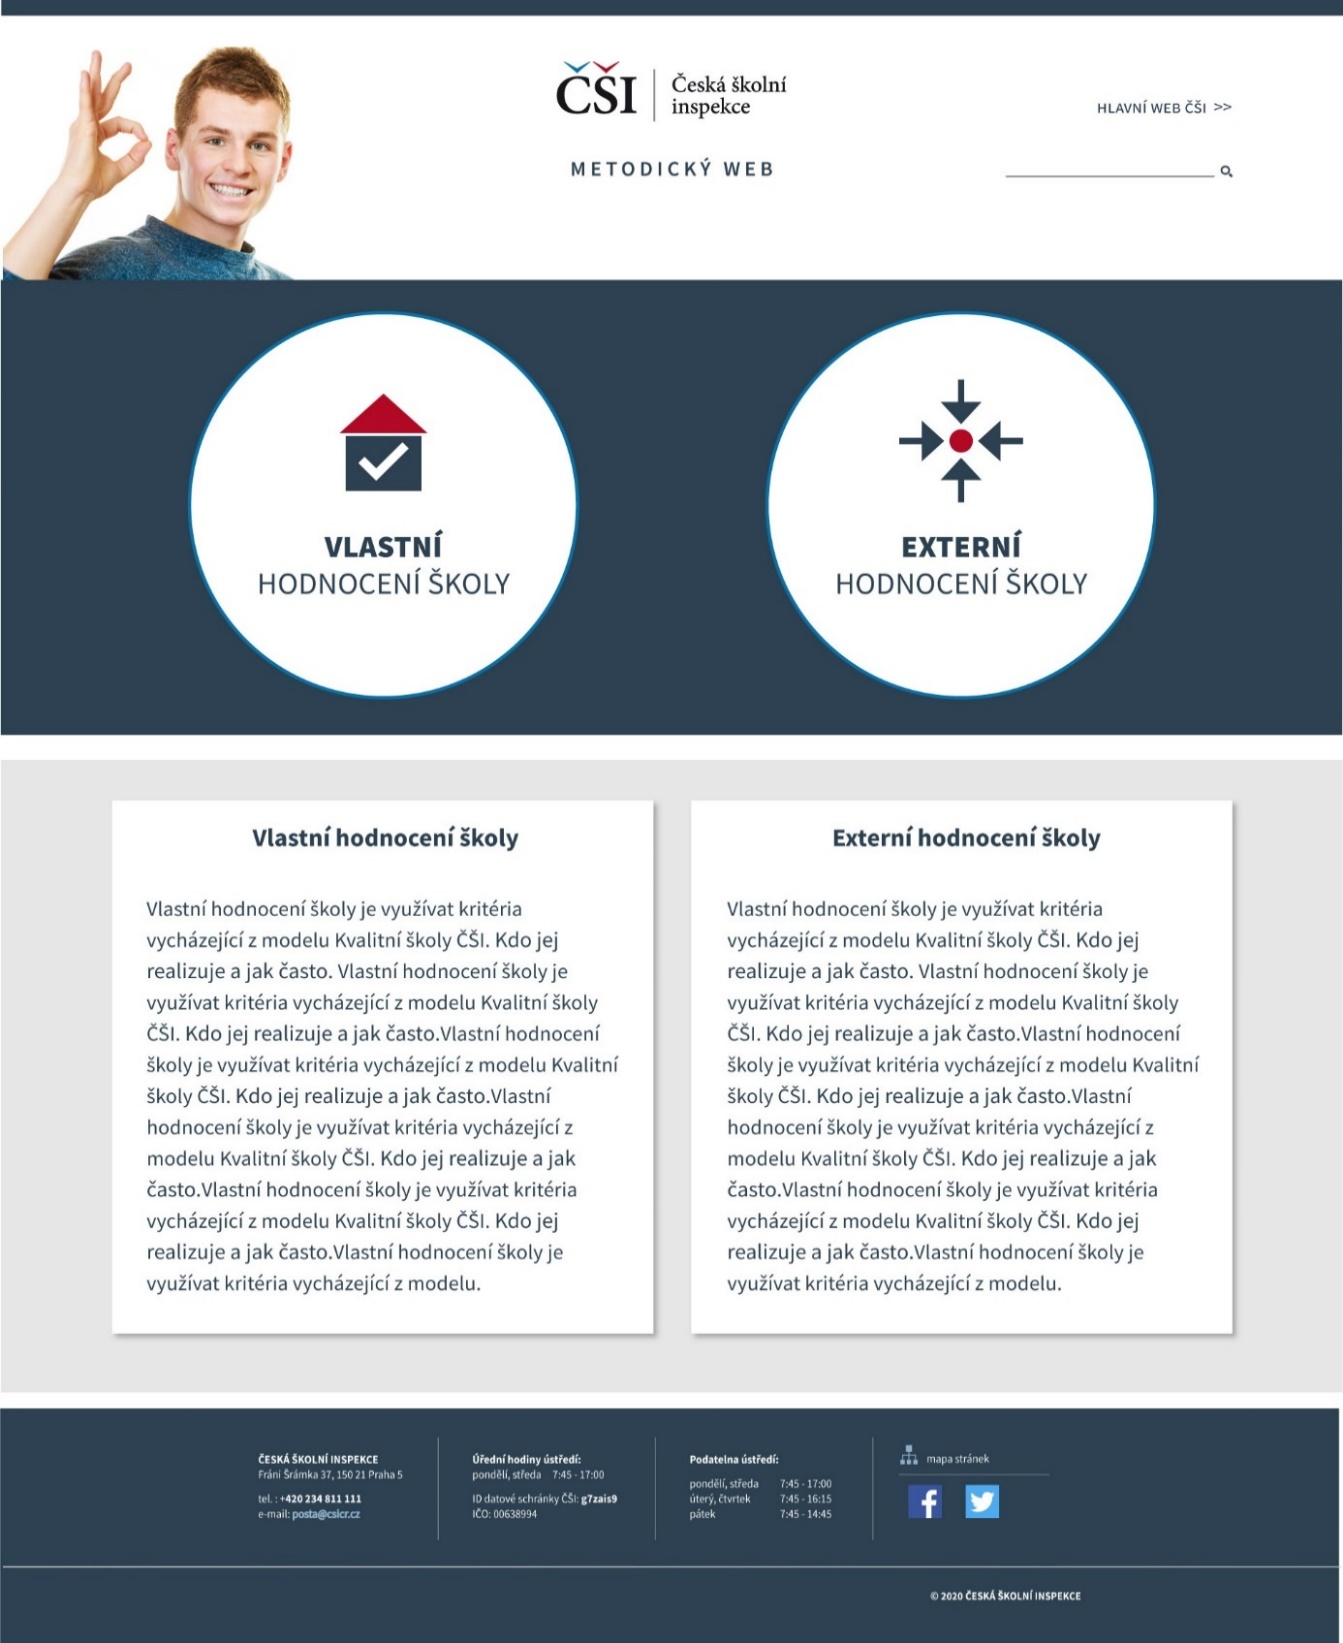 ČŠI
Česká školní
inspekce
HLAVNÍ WEB ČŠI >>
METODICKÝ WEB
VLASTNÍ
HODNOCENÍ ŠKOLY
EXTERNÍ
HODNOCENÍ ŠKOLY
Vlastní hodnocení školy
Vlastní hodnocení školy je využívat kritéria
vycházející z modelu Kvalitní školy ČŠI. Kdo jej
realizuje a jak často. Vlastní hodnocení školy je
využívat kritéria vycházející z modelu Kvalitní školy
ČŠI. Kdo jej realizuje a jak často.Vlastní hodnocení
školy je využívat kritéria vycházející z modelu Kvalitní
školy ČŠI. Kdo jej realizuje a jak často.Vlastní
hodnocení školy je využívat kritéria vycházející z
modelu Kvalitní školy ČŠI. Kdo jej realizuje a jak
často.Vlastní hodnocení školy je využívat kritéria
vycházející z modelu Kvalitní školy ČŠI. Kdo jej
realizuje a jak často.Vlastní hodnocení školy je
využívat kritéria vycházející z modelu.
Externí hodnocení školy
Vlastní hodnocení školy je využívat kritéria
vycházející z modelu Kvalitní školy ČŠI. Kdo jej
realizuje a jak často. Vlastní hodnocení školy je
využívat kritéria vycházející z modelu Kvalitní školy
ČŠI. Kdo jej realizuje a jak často.Vlastní hodnocení
školy je využívat kritéria vycházející z modelu Kvalitní
školy ČŠI. Kdo jej realizuje a jak často.Vlastní
hodnocení školy je využívat kritéria vycházející z
modelu Kvalitní školy ČŠI. Kdo jej realizuje a jak
často.Vlastní hodnocení školy je využívat kritéria
vycházející z modelu Kvalitní školy ČŠI. Kdo jej
realizuje a jak často.Vlastní hodnocení školy je
využívat kritéria vycházející z modelu.
ČESKÁ ŠKOLNÍ INSPEKCE
Fráni Šrámka 37, 150 21 Praha 5
tel. : +420 234 811 111
e-mail: posta@csicr.cz
Úřední hodiny ústředí:
pondělí, středa 7:45 - 17:00
ID datové schránky ČŠI: g7zais9
IČO: 00638994
Podatelna ústředí:
pondělí, středa 7:45 - 17:00
úterý, čtvrtek 7:45 - 16:15
pátek 7:45 - 14:45
mapa stránek
© 2020 ČESKÁ ŠKOLNÍ INSPEKCE